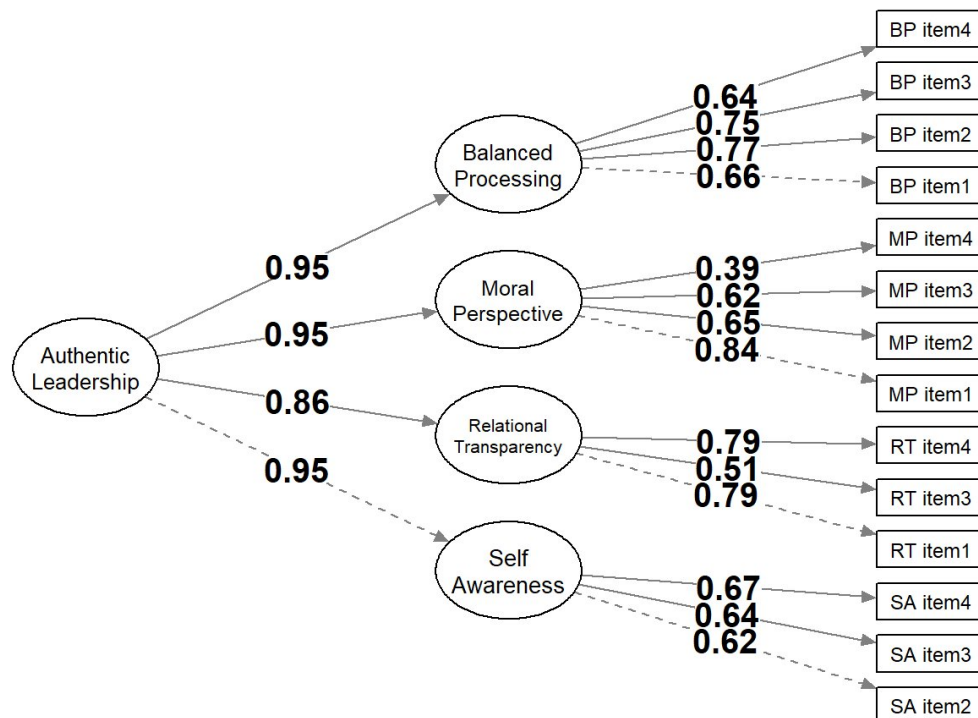 BP item4
0.64
BP item3
0.75
Balanced
Processing
0.77
BP item2
0.66
BP item1
0.95
MP item4
0.39
Moral
Perspective
0.62
MP item3
0.65
MP item2
0.84
MP item1
0.95
Authentic
Leadership
0.86
Relational
Transparency
0.79
RT item4
0.51
RT item3
0.79
RT item1
0.95
Self
Awareness
0.67
SA item4
0.64
SA item3
0.62
SA item2